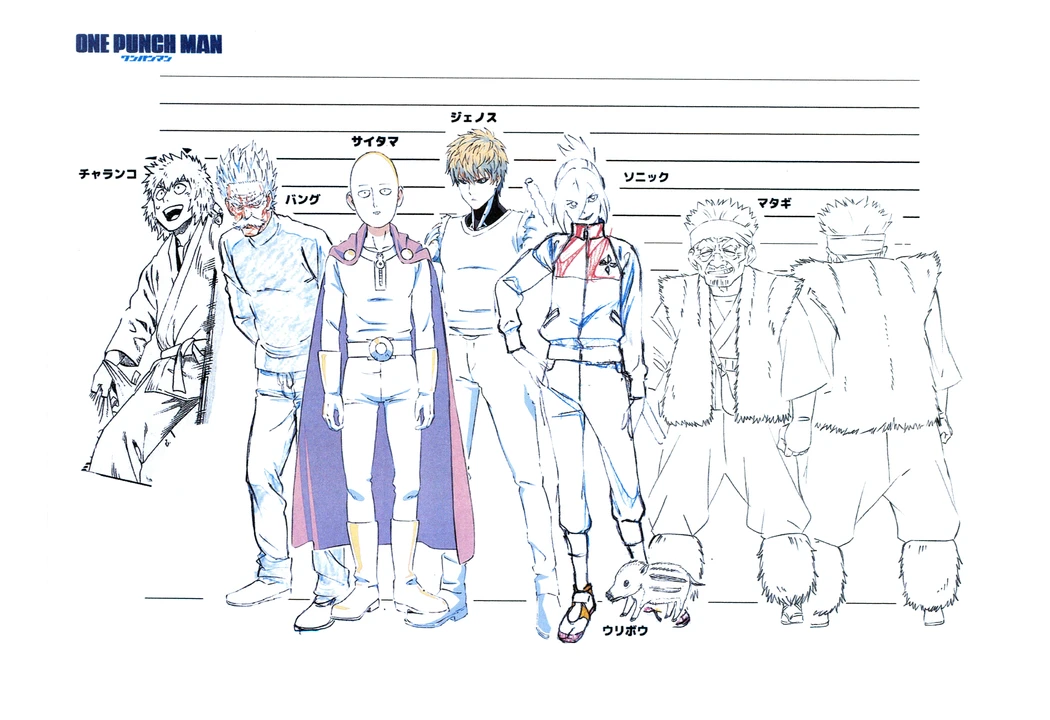 ONE PUNCH MAN
ワンパンマン
ジェノス
サイタマ
チャランコ
ソニック
バング
マタギ
ウリボウ